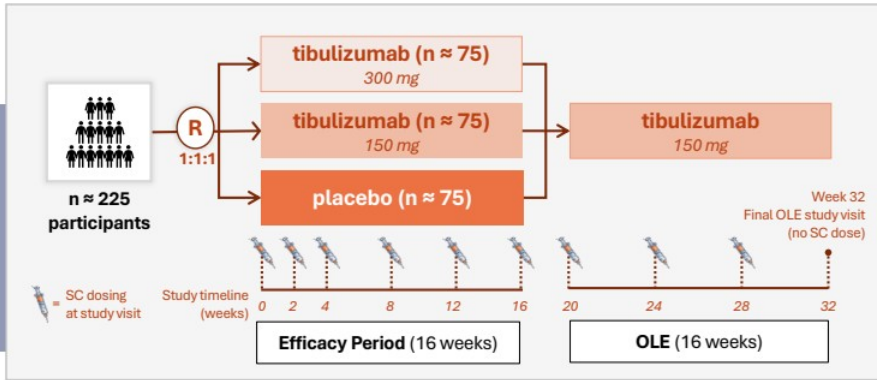 n ≈ 225
participants
R
1:1:1
tibulizumab (n ≈ 75)
300 mg
tibulizumab (n ≈ 75)
150 mg
placebo (n ≈ 75)
tibulizumab
150 mg
Week 32
Final OLE study visit
(no SC dose)
= SC dosing
at study visit
Study timeline
(weeks)
0 2 4 8 12 16 20 24 28 32
Efficacy Period (16 weeks)
OLE (16 weeks)